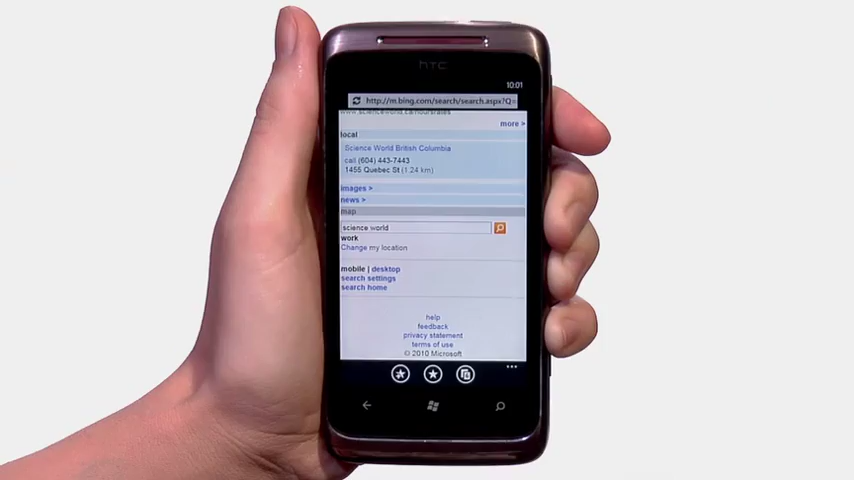 hTC
10:01
http://m.bing.com/search/search.aspx?Q=
www.scienceworld.ca/hoursrates
more >
local
Science World British Columbia
call (604) 443-7443
1455 Quebec St (1.24 km)
images >
news >
map
science world
work
Change my location
mobile | desktop
search settings
search home
help
feedback
privacy statement
terms of use
© 2010 Microsoft